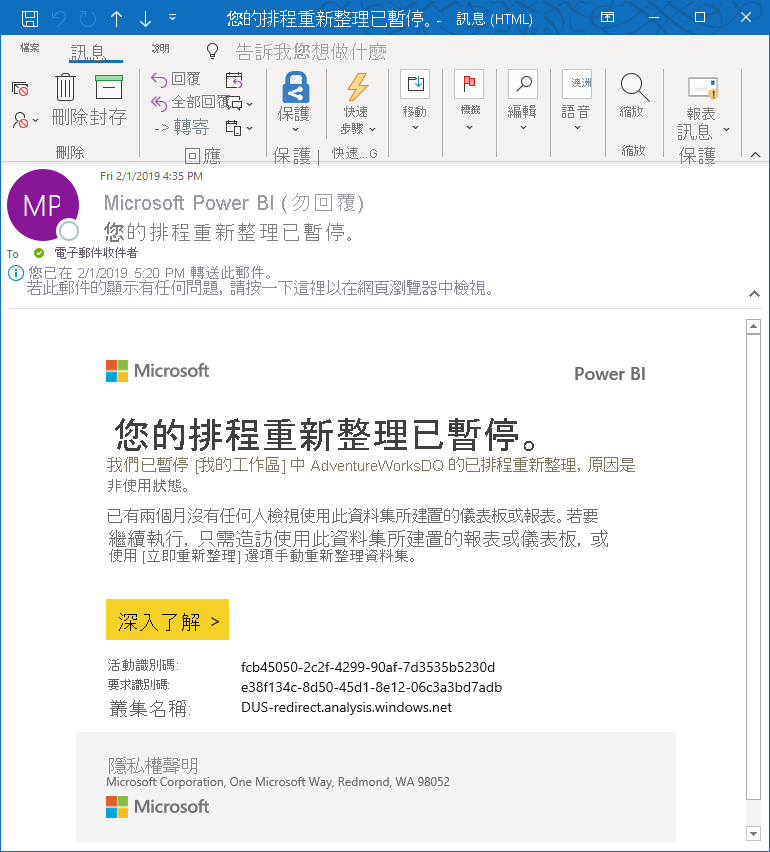 您的排程重新整理已暫停。- 訊息 (HTML)
檔案 訊息 說明 告訴我您想做什麼
刪除 封存
回覆
全部回覆
-> 轉寄
保護
快速
步驟
移動
標籤
編輯
澳洲
語音
縮放
報表
訊息
刪除 回應 保護 快速...G 縮放 保護
Fri 2/1/2019 4:35 PM
MP
Microsoft Power BI (勿回覆)
您的排程重新整理已暫停。
To 電子郵件收件者
您已在 2/1/2019 5:20 PM 轉送此郵件。
若此郵件的顯示有任何問題，請按一下這裡以在網頁瀏覽器中檢視。
Microsoft Power BI
您的排程重新整理已暫停。
我們已暫停 [我的工作區] 中 AdventureWorksDQ 的已排程重新整理，原因是
非使用狀態。
已有兩個月沒有任何人檢視使用此資料集所建置的儀表板或報表。若要
繼續執行，只需造訪使用此資料集所建置的報表或儀表板，或
使用 [立即重新整理] 選項手動重新整理資料集。
深入了解 >
活動識別碼: fcb45050-2c2f-4299-90af-7d3535b5230d
要求識別碼: e38f134c-8d50-45d1-8e12-06c3a3bd7adb
叢集名稱: DUS-redirect.analysis.windows.net
隱私權聲明
Microsoft Corporation, One Microsoft Way, Redmond, WA 98052
Microsoft